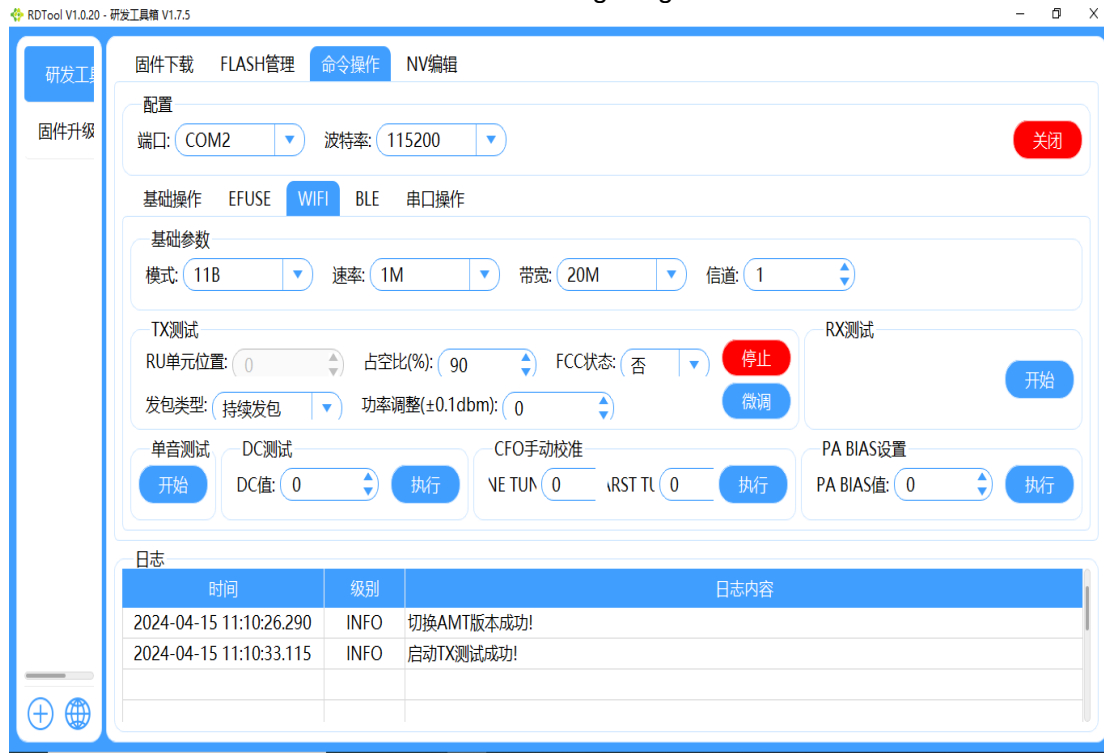 RDTool V1.0.20 - 研发工具箱 V1.7.5
研发工具
固件升级
固件下载 FLASH管理 命令操作 NV编辑
配置
端口: COM2 波特率: 115200 关闭
基础操作 EFUSE WIFI BLE 串口操作
基础参数
模式: 11B 速率: 1M 带宽: 20M 信道: 1
TX测试
RU单元位置: 0 占空比(%): 90 FCC状态: 否 停止
发包类型: 持续发包 功率调整(±0.1dbm): 0 微调
RX测试
开始
单音测试
开始
DC测试
DC值: 0 执行
CFO手动校准
NE TUN 0 ARST TU 0 执行
PA BIAS设置
PA BIAS值: 0 执行
日志
时间 级别 日志内容
2024-04-15 11:10:26.290 INFO 切换AMT版本成功!
2024-04-15 11:10:33.115 INFO 启动TX测试成功!